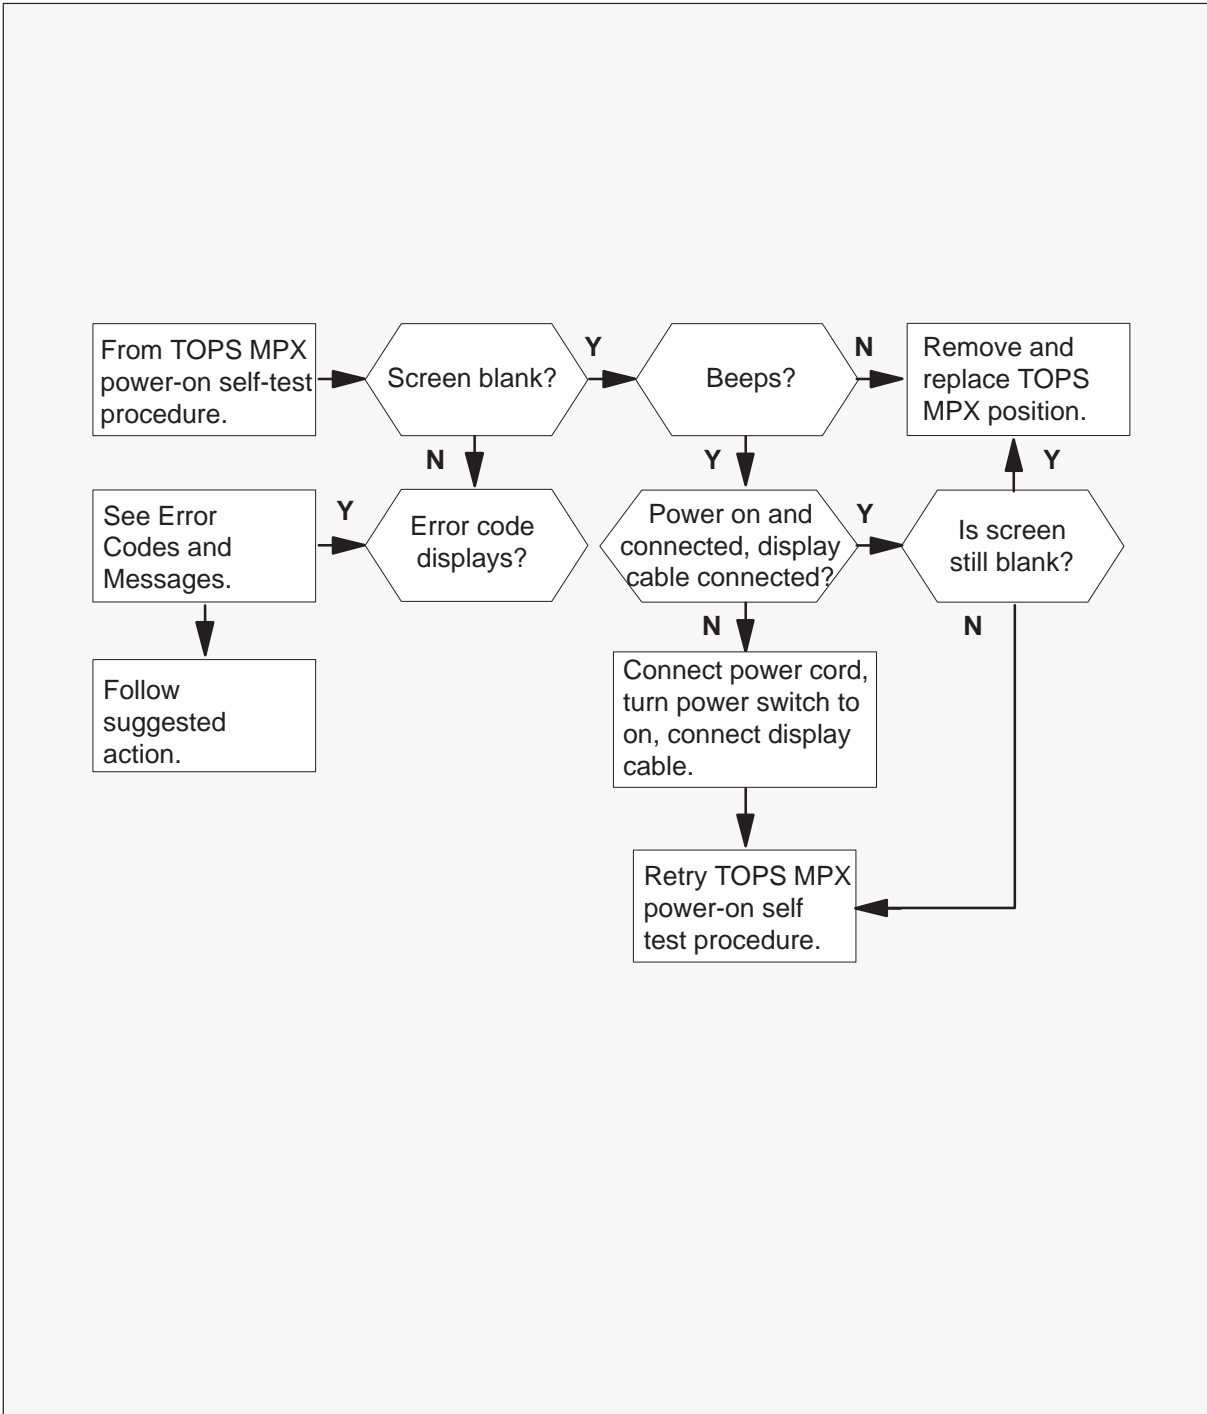 From TOPS MPX
power-on self-test
procedure.
Screen blank?
Y
Beeps?
N
Remove and
replace TOPS
MPX position.
N
Y
Y
See Error
Codes and
Messages.
Y
Error code
displays?
Power on and
connected, display
cable connected?
Y
Is screen
still blank?
N
N
Follow
suggested
action.
Connect power cord,
turn power switch to
on, connect display
cable.
Retry TOPS MPX
power-on self
test procedure.